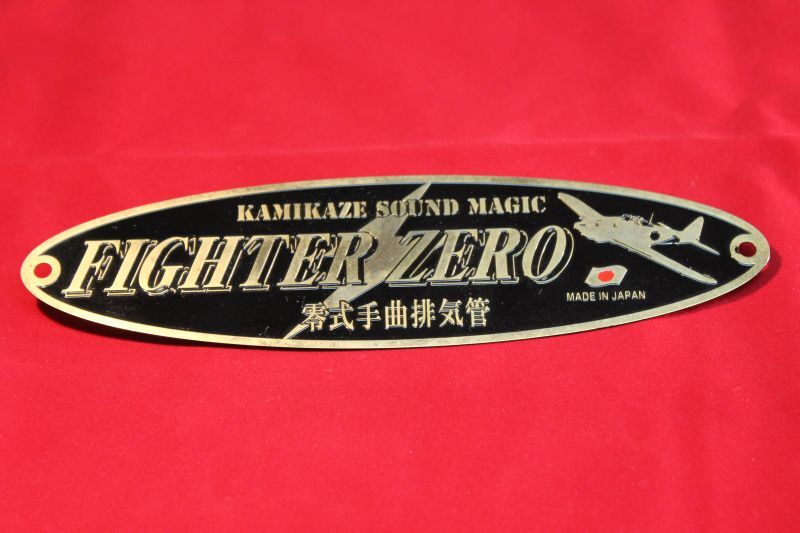 KAMIKAZE SOUND MAGIC
FIGHTER ZERO
MADE IN JAPAN
零式手曲排気管